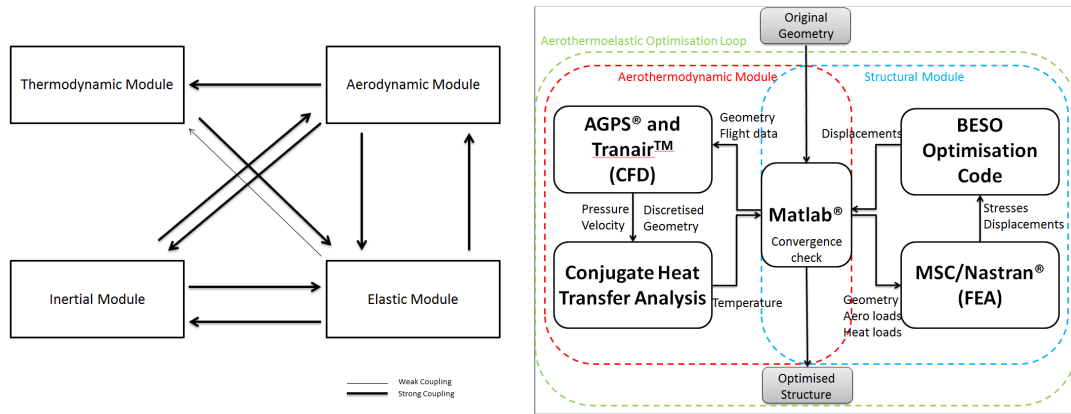 Thermodynamic Module
Aerodynamic Module
Inertial Module
Elastic Module
Weak Coupling
Strong Coupling
Original
Geometry
Aerothermoelastic Optimisation Loop
Aerothermodynamic Module
Structural Module
AGPS® and
Tranair™
(CFD)
Geometry
Flight data
Displacements
BESO
Optimisation
Code
Pressure
Velocity
Discretised
Geometry
Matlab®
Convergence
check
Stresses
Displacements
Conjugate Heat
Transfer Analysis
Temperature
Geometry
Aero loads
Heat loads
MSC/Nastran®
(FEA)
Optimised
Structure